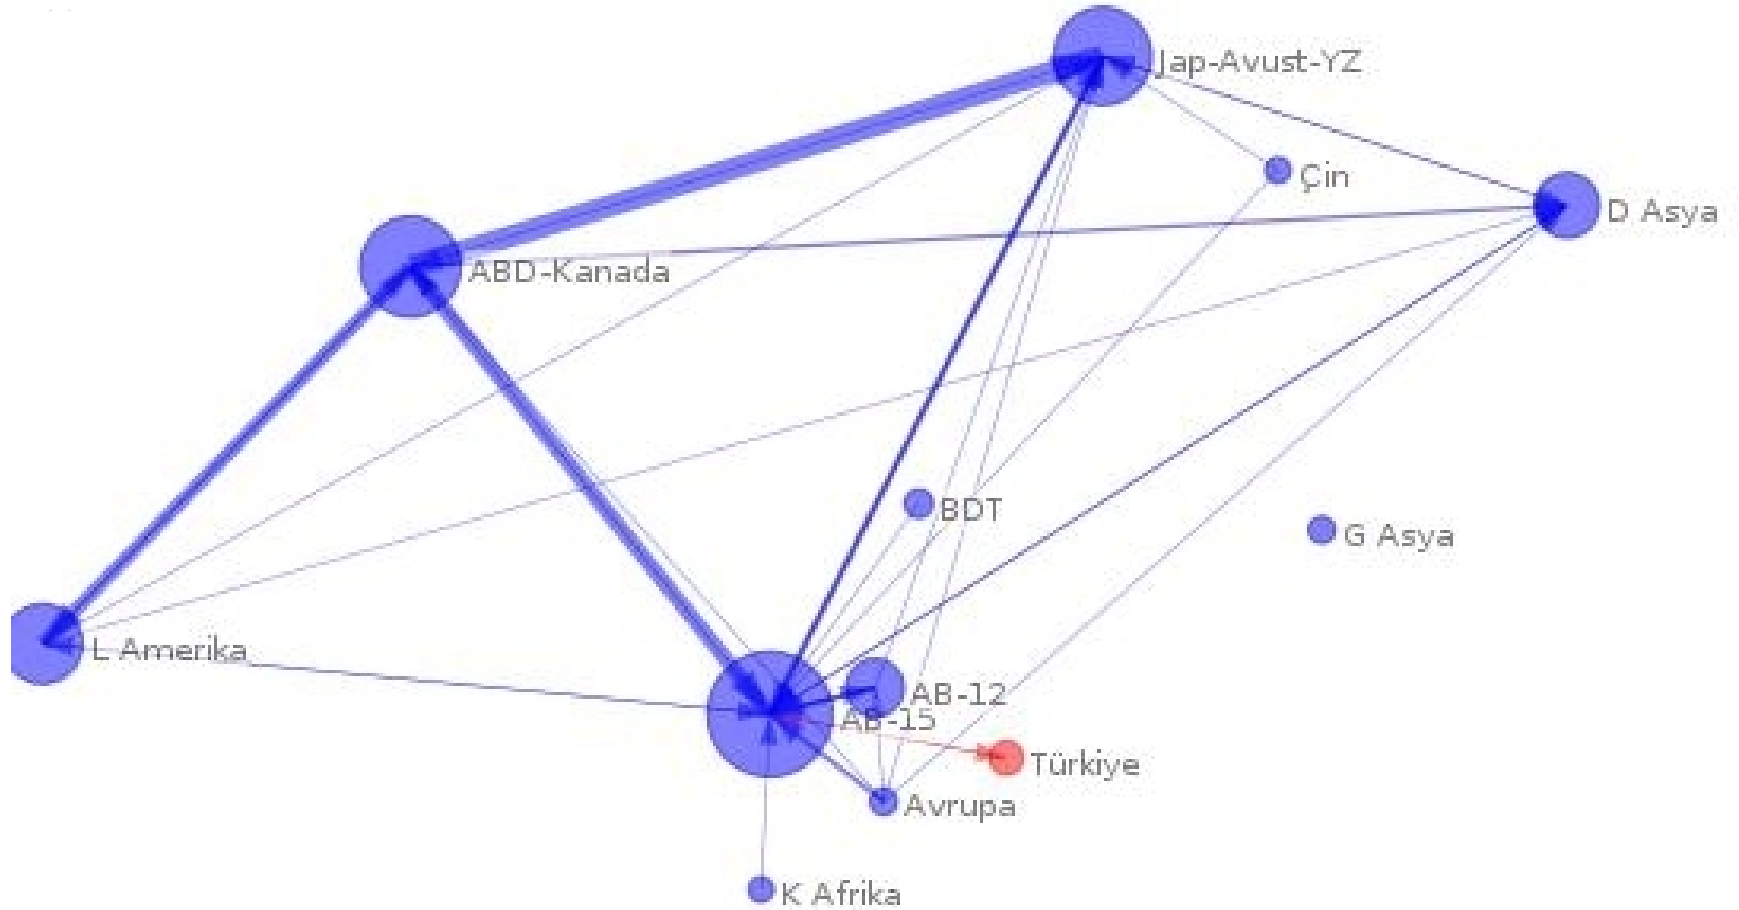 Jap-Avust-YZ
Çin
D Asya
ABD-Kanada
BDT
G Asya
L Amerika
AB-12
AB-15
Türkiye
Avrupa
K Afrika